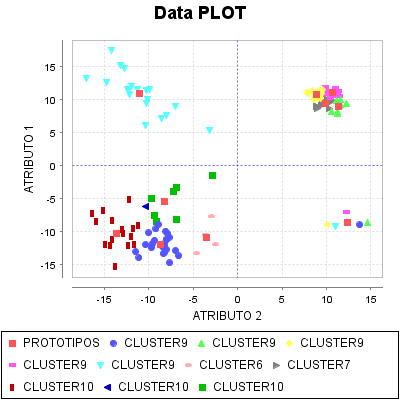 Data PLOT
ATRIBUTO 1
15
10
5
0
-5
-10
-15
-15 -10 -5 0 5 10 15
ATRIBUTO 2
PROTOTIPOS CLUSTER9 CLUSTER9 CLUSTER9
CLUSTER9 CLUSTER9 CLUSTER6 CLUSTER7
CLUSTER10 CLUSTER10 CLUSTER10